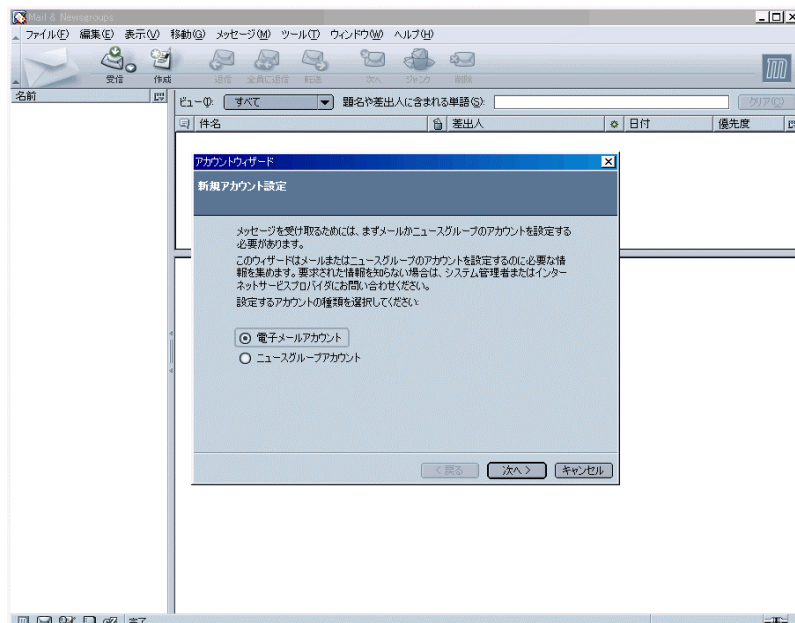 Mail & Newsgroups
ファイル(F) 編集(E) 表示(V) 移動(G) メッセージ(M) ツール(T) ウィンドウ(W) ヘルプ(H)
受信 作成 返信 全員に返信 転送 次へ ジャンク 削除
名前
ビュー(I): すべて 題名や差出人に含まれる単語(S): クリア(C)
件名 差出人 日付 優先度
アカウントウィザード
新規アカウント設定
メッセージを受け取るためには、まずメールかニュースグループのアカウントを設定する
必要があります。
このウィザードはメールまたはニュースグループのアカウントを設定するのに必要な情
報を集めます。要求された情報を知らない場合は、システム管理者またはインター
ネットサービスプロバイダにお問い合わせください。
設定するアカウントの種類を選択してください:
電子メールアカウント
ニュースグループアカウント
< 戻る 次へ > キャンセル
完了